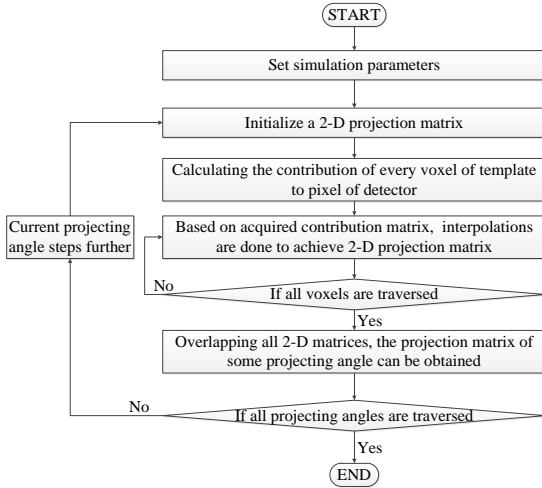 START
Set simulation parameters
Initialize a 2-D projection matrix
Calculating the contribution of every voxel of template
to pixel of detector
Current projecting
angle steps further
Based on acquired contribution matrix, interpolations
are done to achieve 2-D projection matrix
No
If all voxels are traversed
Yes
Overlapping all 2-D matrices, the projection matrix of
some projecting angle can be obtained
No
If all projecting angles are traversed
Yes
END